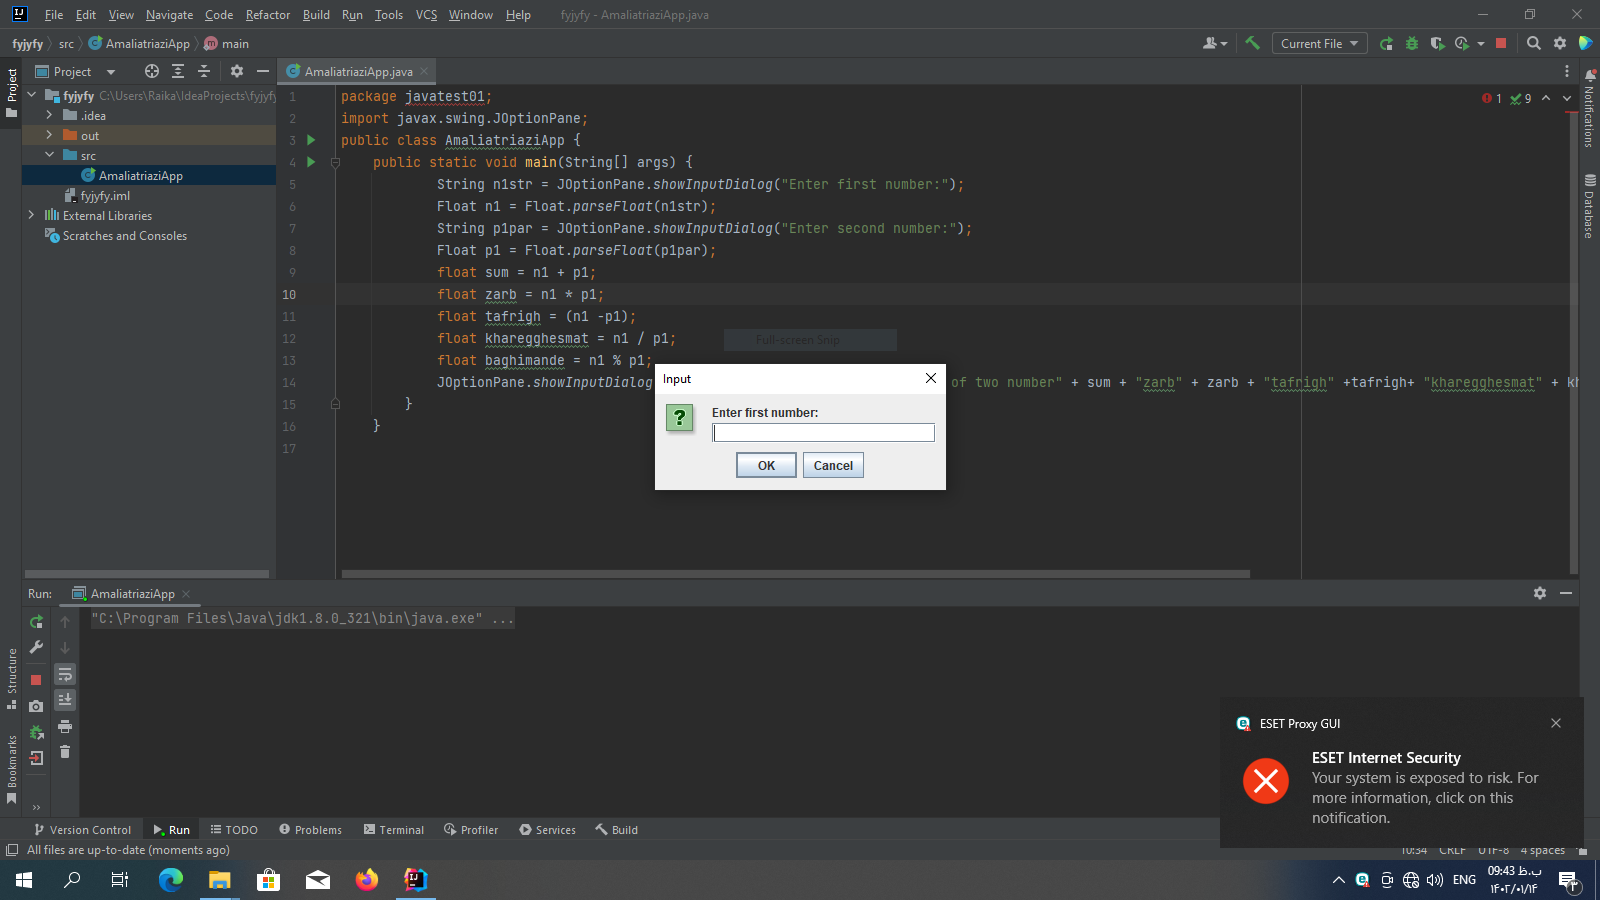 File Edit View Navigate Code Refactor Build Run Tools VCS Window Help fyjyfy - AmaliatriaziApp.java
fyjyfy src AmaliatriaziApp main Current File
Project AmaliatriaziApp.java
Project
Notifications
Database
Structure
Bookmarks
fyjyfy C:\Users\Raika\IdeaProjects\fyjyfy
.idea
out
src
AmaliatriaziApp
fyjyfy.iml
External Libraries
Scratches and Consoles
1 9
1 package javatest01;
2 import javax.swing.JOptionPane;
3 public class AmaliatriaziApp {
4 public static void main(String[] args) {
5 String n1str = JOptionPane.showInputDialog("Enter first number:");
6 Float n1 = Float.parseFloat(n1str);
7 String p1par = JOptionPane.showInputDialog("Enter second number:");
8 Float p1 = Float.parseFloat(p1par);
9 float sum = n1 + p1;
10 float zarb = n1 * p1;
11 float tafrigh = (n1 -p1);
12 float kharegghesmat = n1 / p1;
13 float baghimande = n1 % p1;
14 JOptionPane.showInputDialog of two number" + sum + "zarb" + zarb + "tafrigh" +tafrigh+ "kharegghesmat" + kh
15 }
16 }
17
Full-screen Snip
Input
Enter first number:
OK Cancel
Run: AmaliatriaziApp
"C:\Program Files\Java\jdk1.8.0_321\bin\java.exe" ...
ESET Proxy GUI
ESET Internet Security
Your system is exposed to risk. For
more information, click on this
notification.
Version Control Run TODO Problems Terminal Profiler Services Build
All files are up-to-date (moments ago) 10:34 CRLF UTF-8 4 spaces
ENG 09:43 ب.ظ
۱۴۰۲/۰۱/۱۴
۳